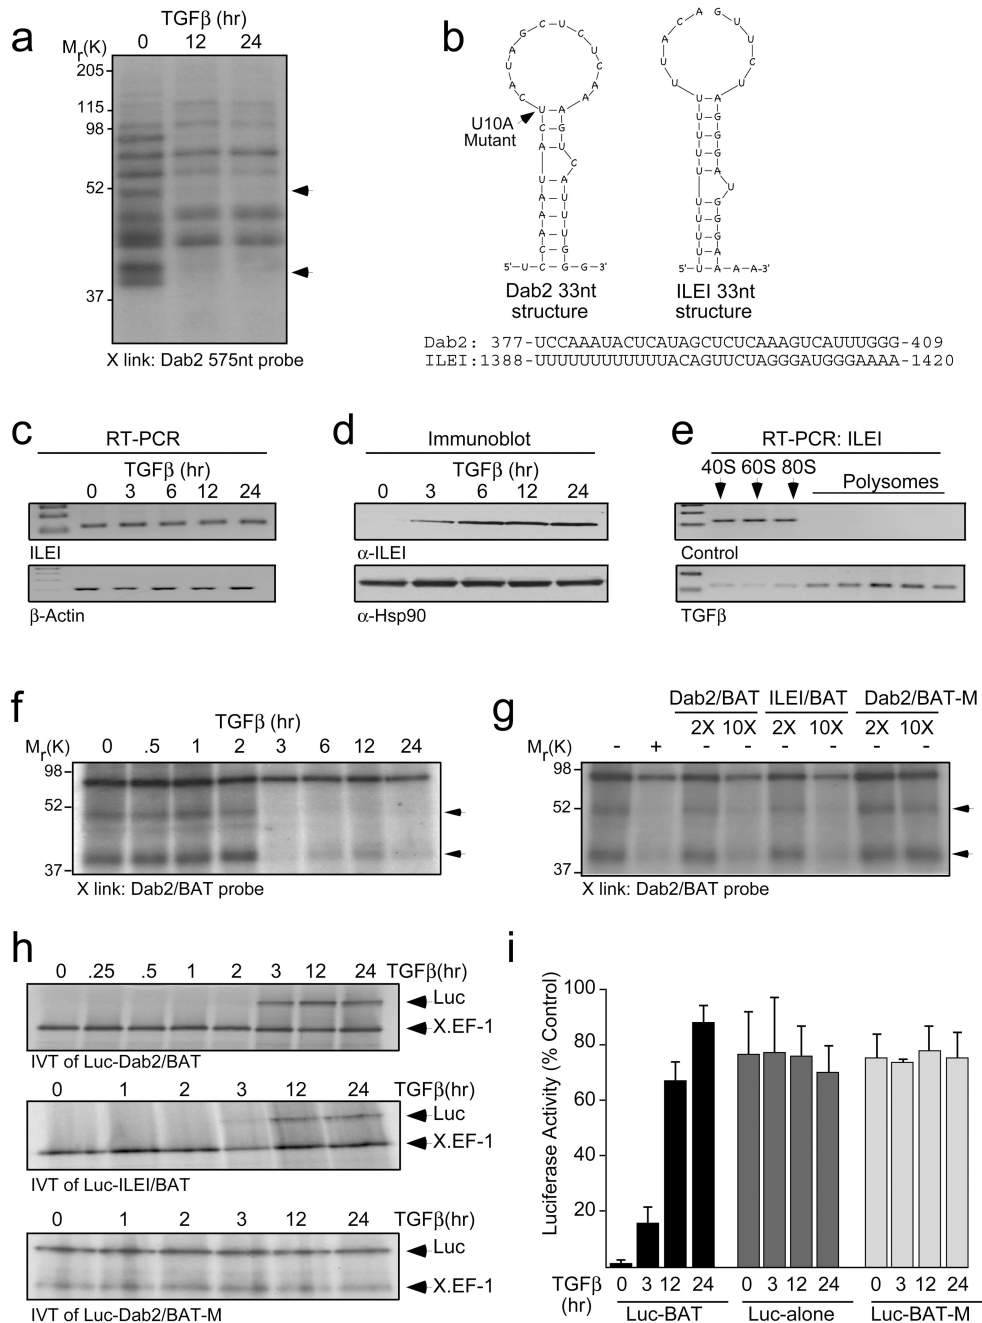 a
TGFβ (hr)
Mr(K) 0 12 24
205
115
98
52
37
X link: Dab2 575nt probe
b
U10A
Mutant
5'-U-C-C
G-G-G-3'
5'-U-U
A-A-A-A-3'
Dab2 33nt
structure
ILEI 33nt
structure
Dab2: 377-UCCAAAUACUCAUAGCUCUCAAAGUCAUUUGGG-409
ILEI:1388-UUUUUUUUUUUUUACAGUUCUAGGGAUGGGAAAA-1420
c
RT-PCR
TGFβ (hr)
0 3 6 12 24
ILEI
β-Actin
d
Immunoblot
TGFβ (hr)
0 3 6 12 24
α-ILEI
α-Hsp90
e
RT-PCR: ILEI
40S 60S 80S
Polysomes
Control
TGFβ
f
TGFβ (hr)
Mr(K) 0 .5 1 2 3 6 12 24
98
52
37
X link: Dab2/BAT probe
g
Dab2/BAT ILEI/BAT Dab2/BAT-M
2X 10X 2X 10X 2X 10X
Mr(K) - + - - - - - -
98
52
37
X link: Dab2/BAT probe
h
0 .25 .5 1 2 3 12 24 TGFβ(hr)
Luc
X.EF-1
IVT of Luc-Dab2/BAT
0 1 2 3 12 24 TGFβ(hr)
Luc
X.EF-1
IVT of Luc-ILEI/BAT
0 1 2 3 12 24 TGFβ(hr)
Luc
X.EF-1
IVT of Luc-Dab2/BAT-M
i
Luciferase Activity (% Control)
100
80
60
40
20
TGFβ
(hr)
0 3 12 24 0 3 12 24 0 3 12 24
Luc-BAT Luc-alone Luc-BAT-M